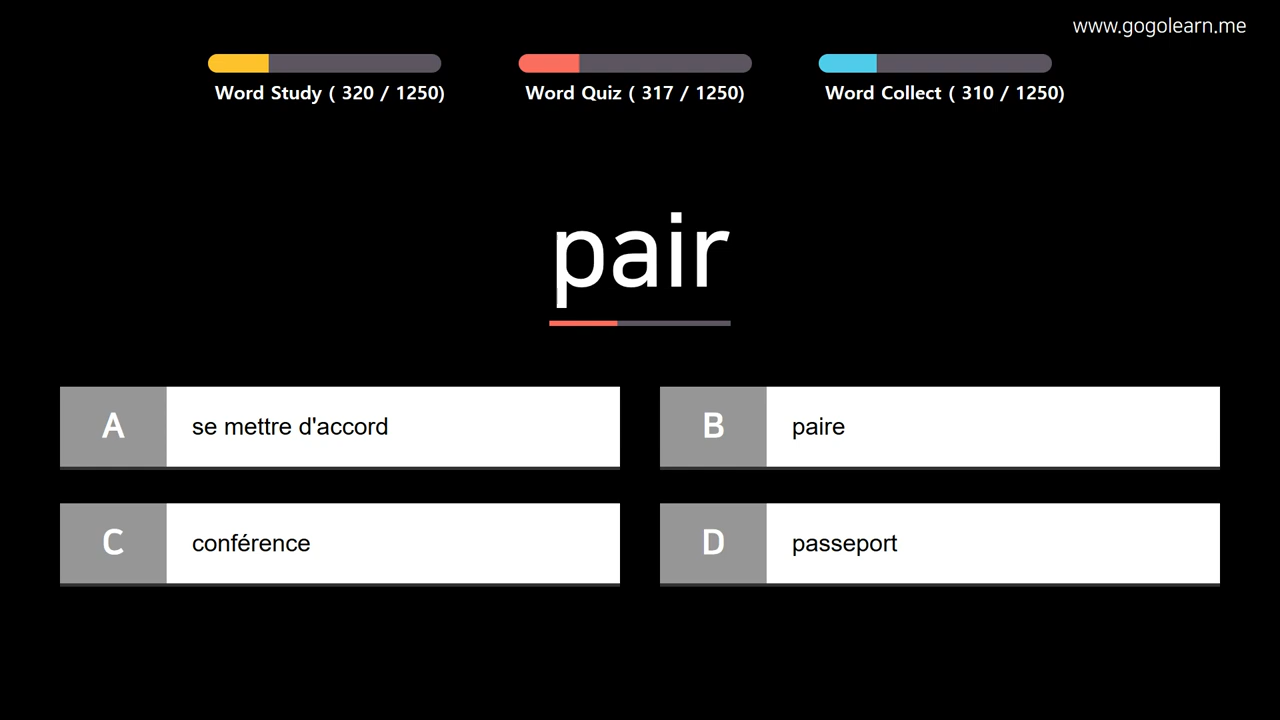 www.gogolearn.me
Word Study ( 320 / 1250)
Word Quiz ( 317 / 1250)
Word Collect ( 310 / 1250)
pair
A
se mettre d'accord
B
paire
C
conférence
D
passeport